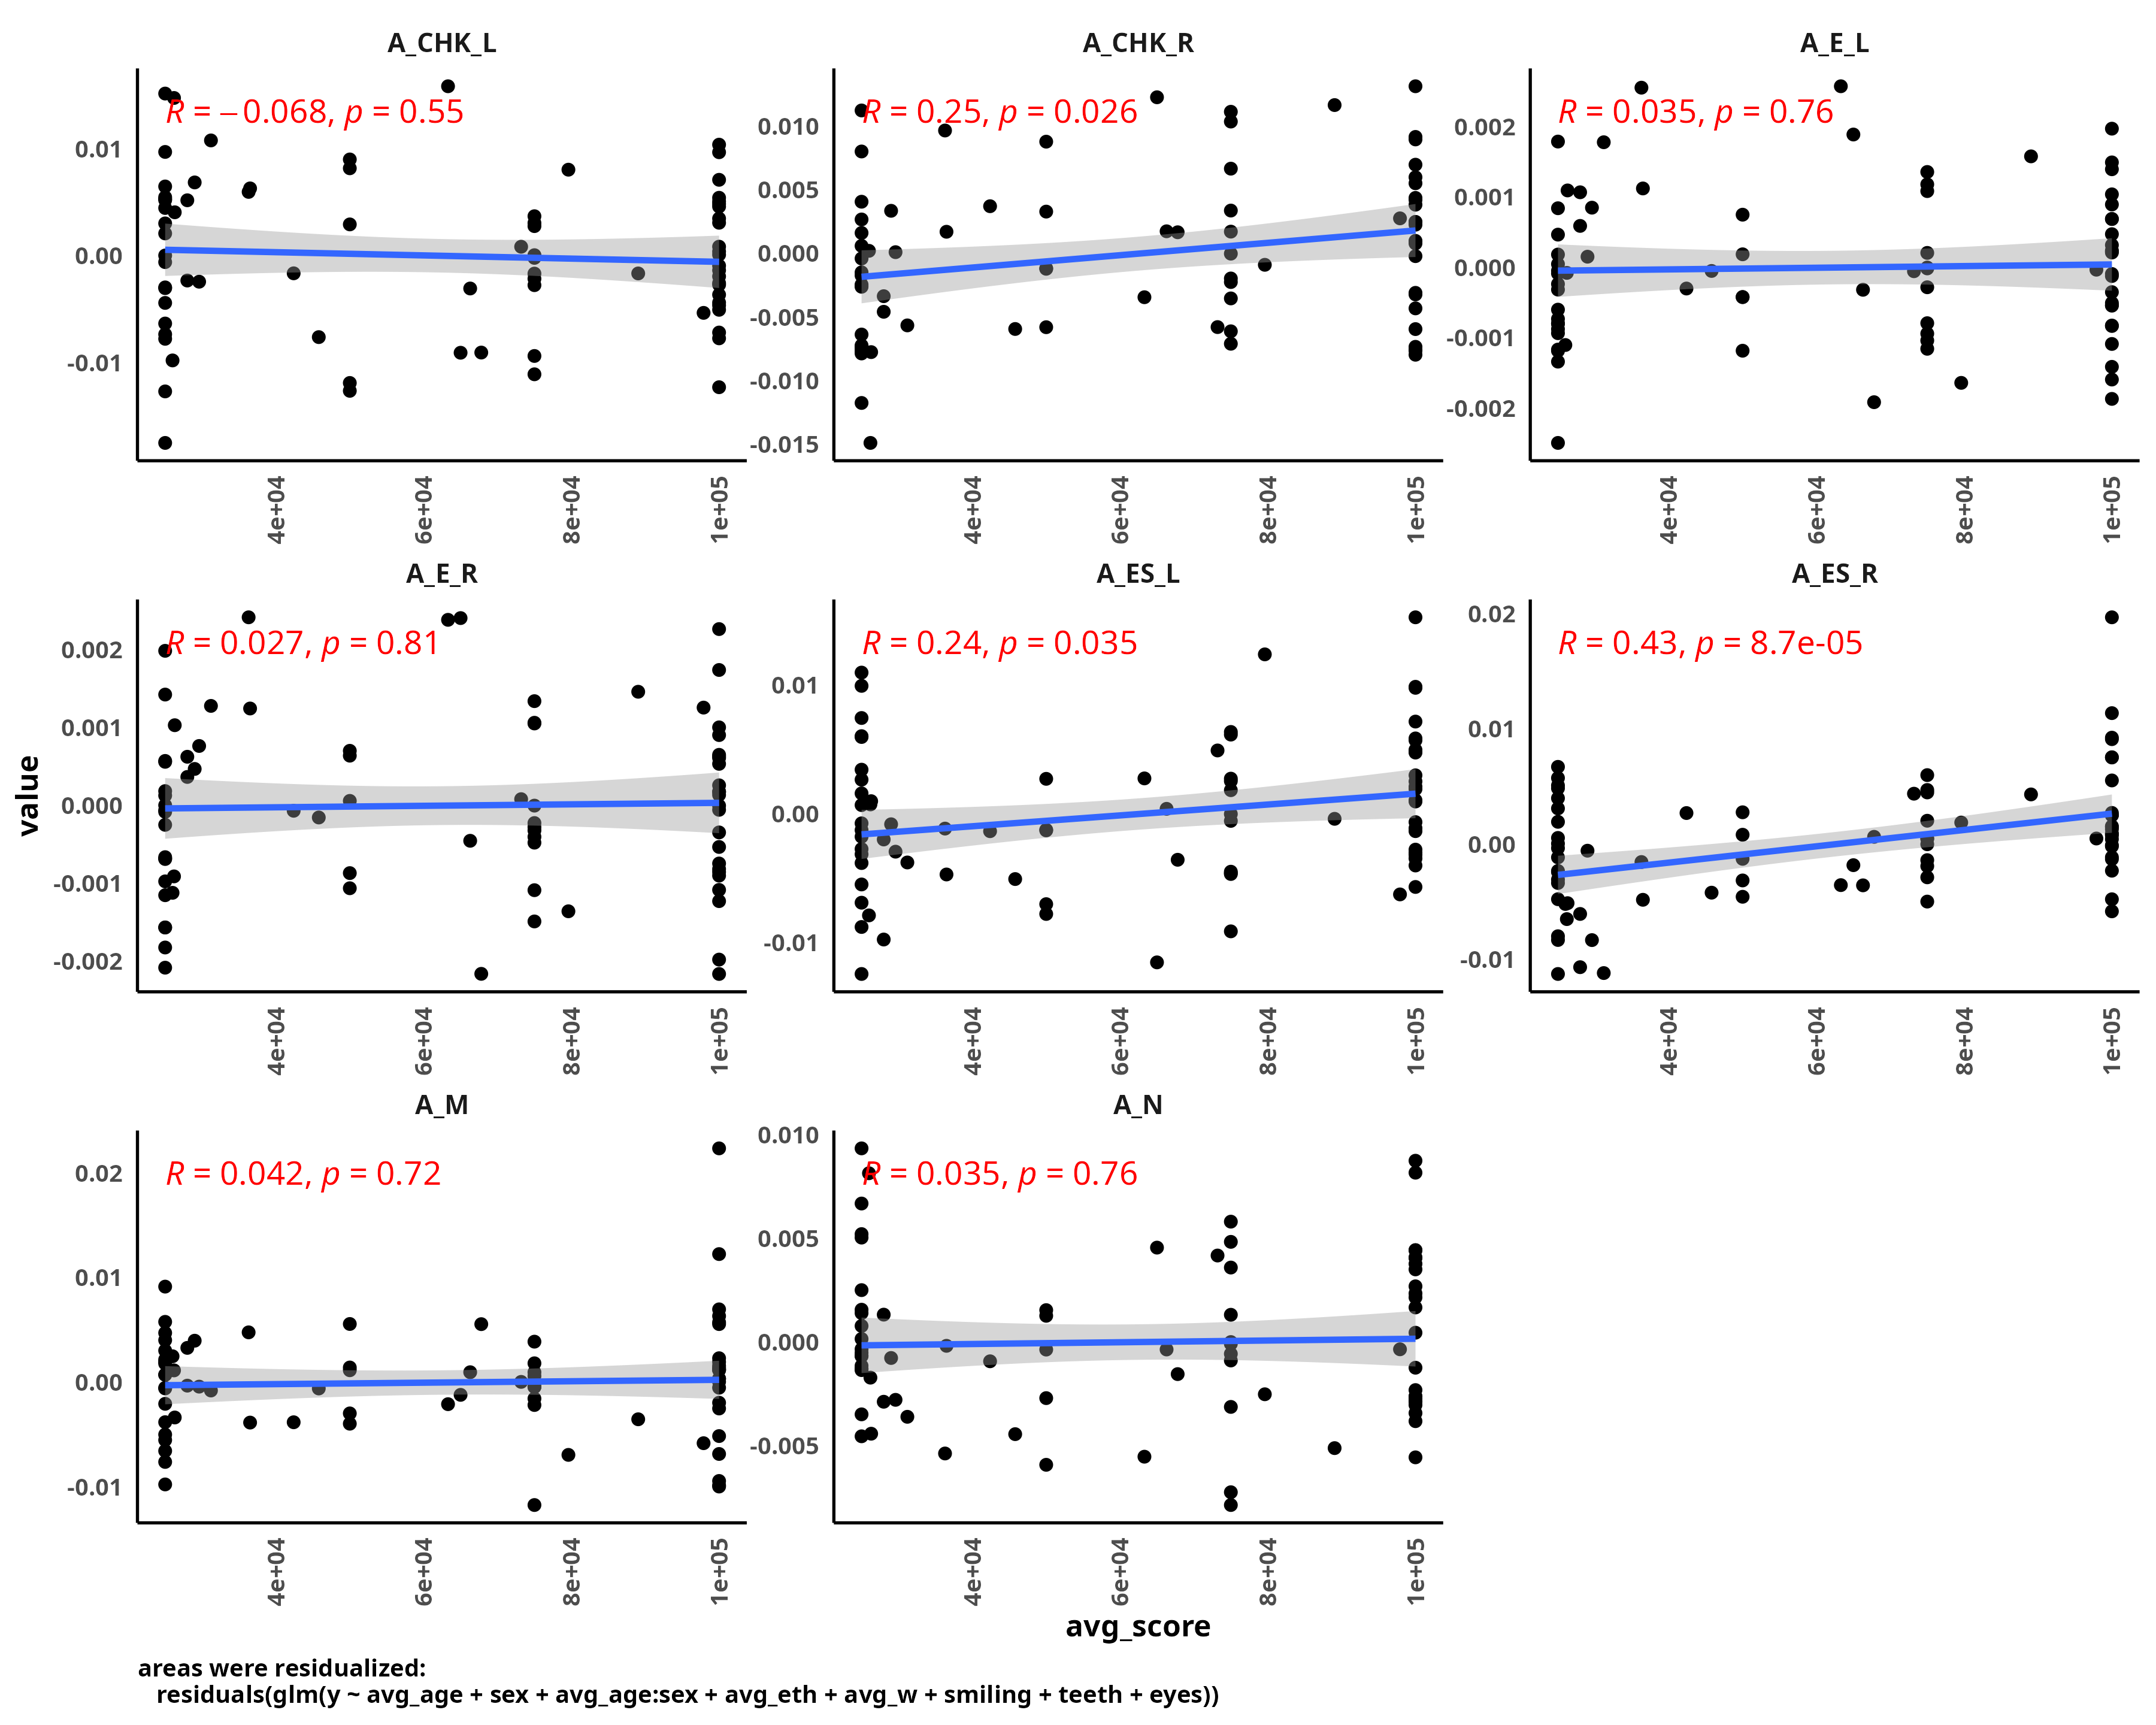 A_CHK_L
A_CHK_R
A_E_L
R = −0.068, p = 0.55
R = 0.25, p = 0.026
R = 0.035, p = 0.76
0.01
0.00
-0.01
0.010
0.005
0.000
-0.005
-0.010
-0.015
0.002
0.001
0.000
-0.001
-0.002
4e+04
6e+04
8e+04
1e+05
4e+04
6e+04
8e+04
1e+05
4e+04
6e+04
8e+04
1e+05
A_E_R
A_ES_L
A_ES_R
R = 0.027, p = 0.81
R = 0.24, p = 0.035
R = 0.43, p = 8.7e-05
value
0.002
0.001
0.000
-0.001
-0.002
0.01
0.00
-0.01
0.02
0.01
0.00
-0.01
4e+04
6e+04
8e+04
1e+05
4e+04
6e+04
8e+04
1e+05
4e+04
6e+04
8e+04
1e+05
A_M
A_N
R = 0.042, p = 0.72
R = 0.035, p = 0.76
0.02
0.01
0.00
-0.01
0.010
0.005
0.000
-0.005
4e+04
6e+04
8e+04
1e+05
4e+04
6e+04
8e+04
1e+05
avg_score
areas were residualized:
residuals(glm(y ~ avg_age + sex + avg_age:sex + avg_eth + avg_w + smiling + teeth + eyes))